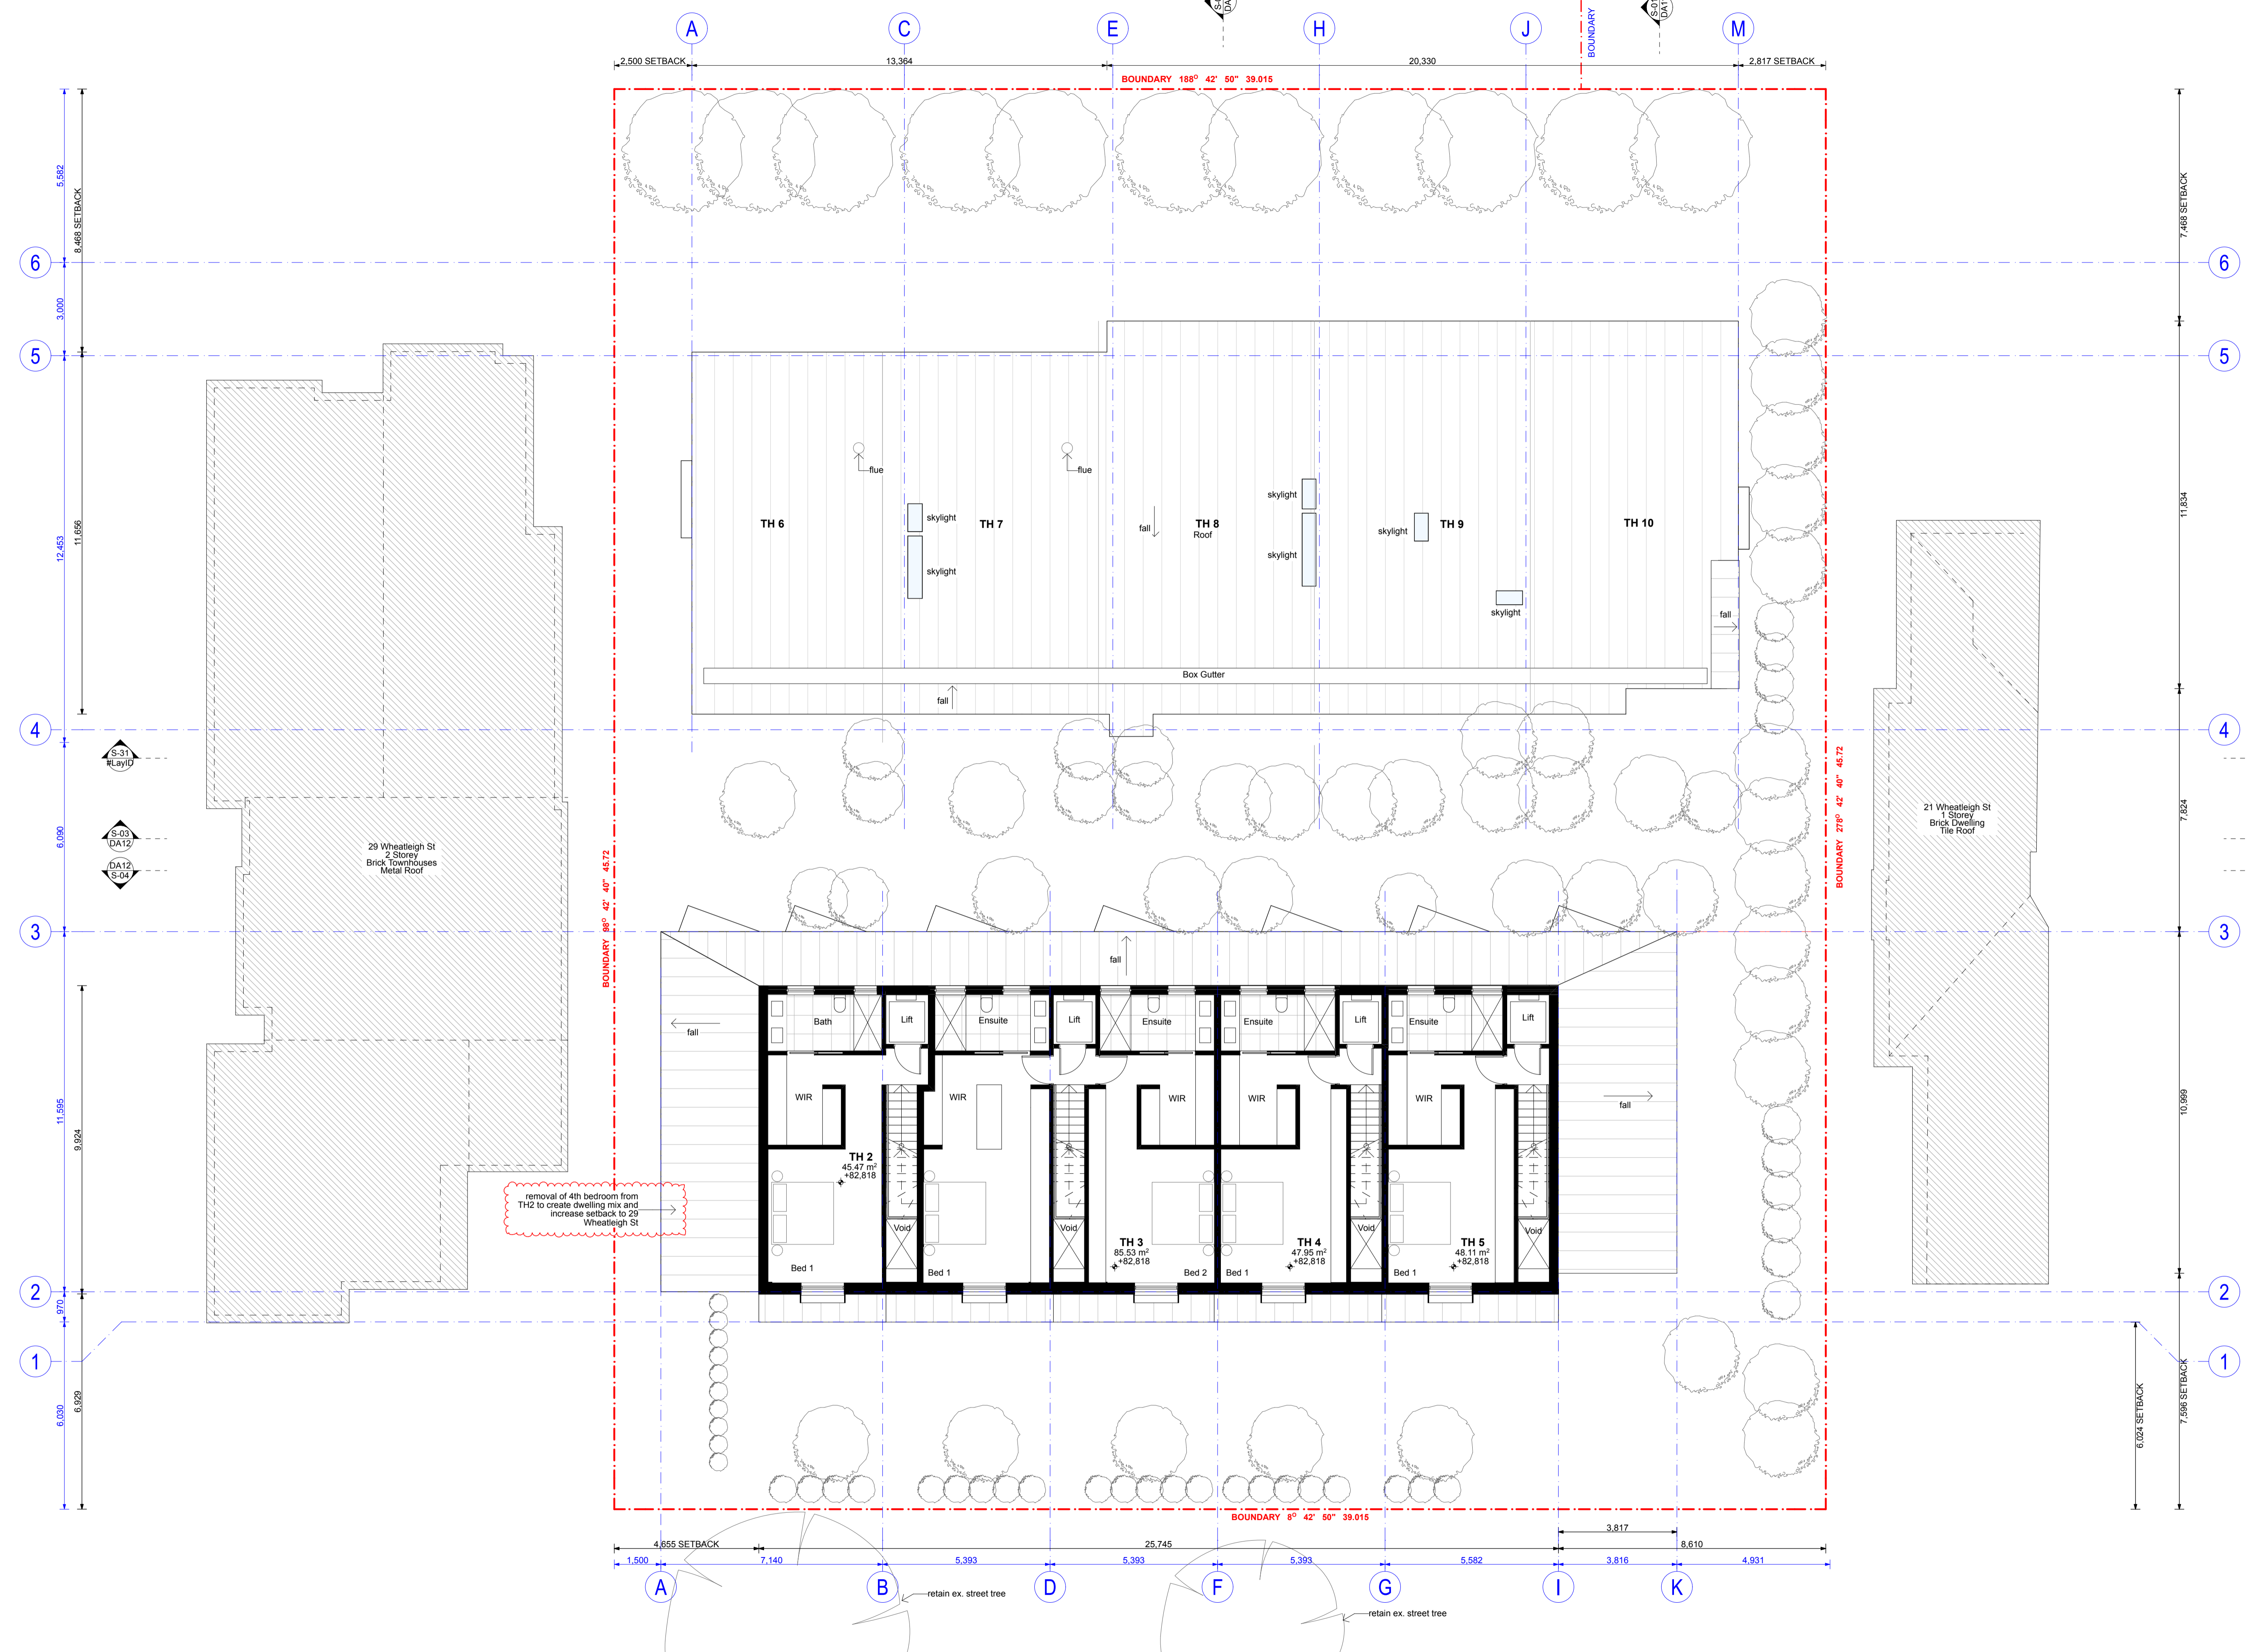 S-01
DA1
BOUNDARY
A
C
E
H
J
M
2,500 SETBACK
13,364
20,330
2,817 SETBACK
BOUNDARY 188O 42' 50" 39.015
5,582
8,468 SETBACK
7,468 SETBACK
6
6
3,000
5
5
flue
flue
skylight
skylight
skylight
skylight
skylight
skylight
TH 6
TH 7
TH 8
Roof
TH 9
TH 10
fall
fall
12,453
11,656
11,834
Box Gutter
fall
4
4
S-31
#LayID
S-03
DA12
DA12
S-04
29 Wheatleigh St
2 Storey
Brick Townhouses
Metal Roof
21 Wheatleigh St
1 Storey
Brick Dwelling
Tile Roof
6,090
7,824
BOUNDARY 98O 42' 40" 45.72
BOUNDARY 278O 42' 40" 45.72
3
3
fall
fall
fall
Bath
Lift
Ensuite
Lift
Ensuite
Ensuite
Lift
Ensuite
Lift
WIR
WIR
WIR
WIR
WIR
11,595
9,924
10,999
TH 2
45.47 m2
+82,818
removal of 4th bedroom from
TH2 to create dwelling mix and
increase setback to 29
Wheatleigh St
Void
Void
Void
Void
TH 3
85.53 m2
+82,818
TH 4
47.95 m2
+82,818
TH 5
48.11 m2
+82,818
Bed 1
Bed 1
Bed 2
Bed 1
Bed 1
2
2
970
1
1
6,030
6,929
6,024 SETBACK
7,596 SETBACK
BOUNDARY 8O 42' 50" 39.015
3,817
4,655 SETBACK
25,745
8,610
1,500
7,140
5,393
5,393
5,393
5,582
3,816
4,931
A
B
D
F
G
I
K
retain ex. street tree
retain ex. street tree